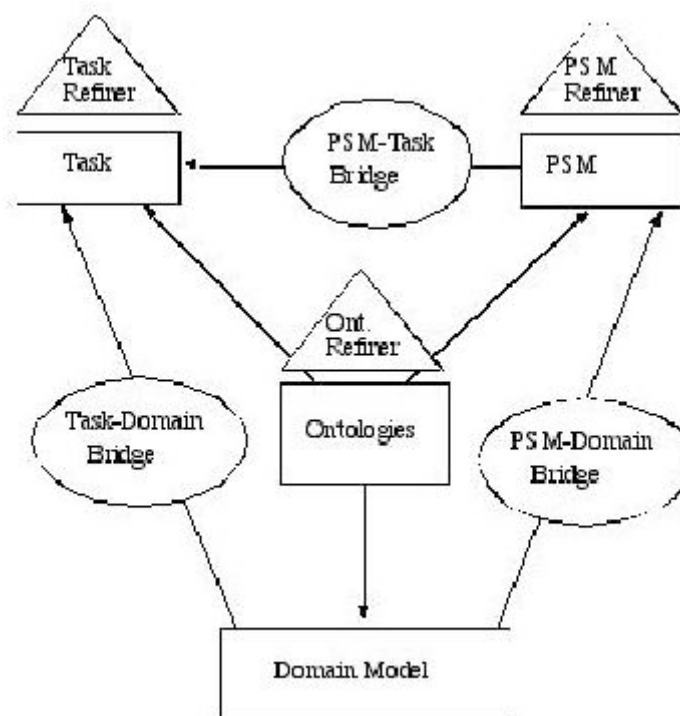 Task
Refiner
PSM
Refiner
Task
PSM-Task
Bridge
PSM
Ont.
Refiner
Task-Domain
Bridge
Ontologies
PSM-Domain
Bridge
Domain Model